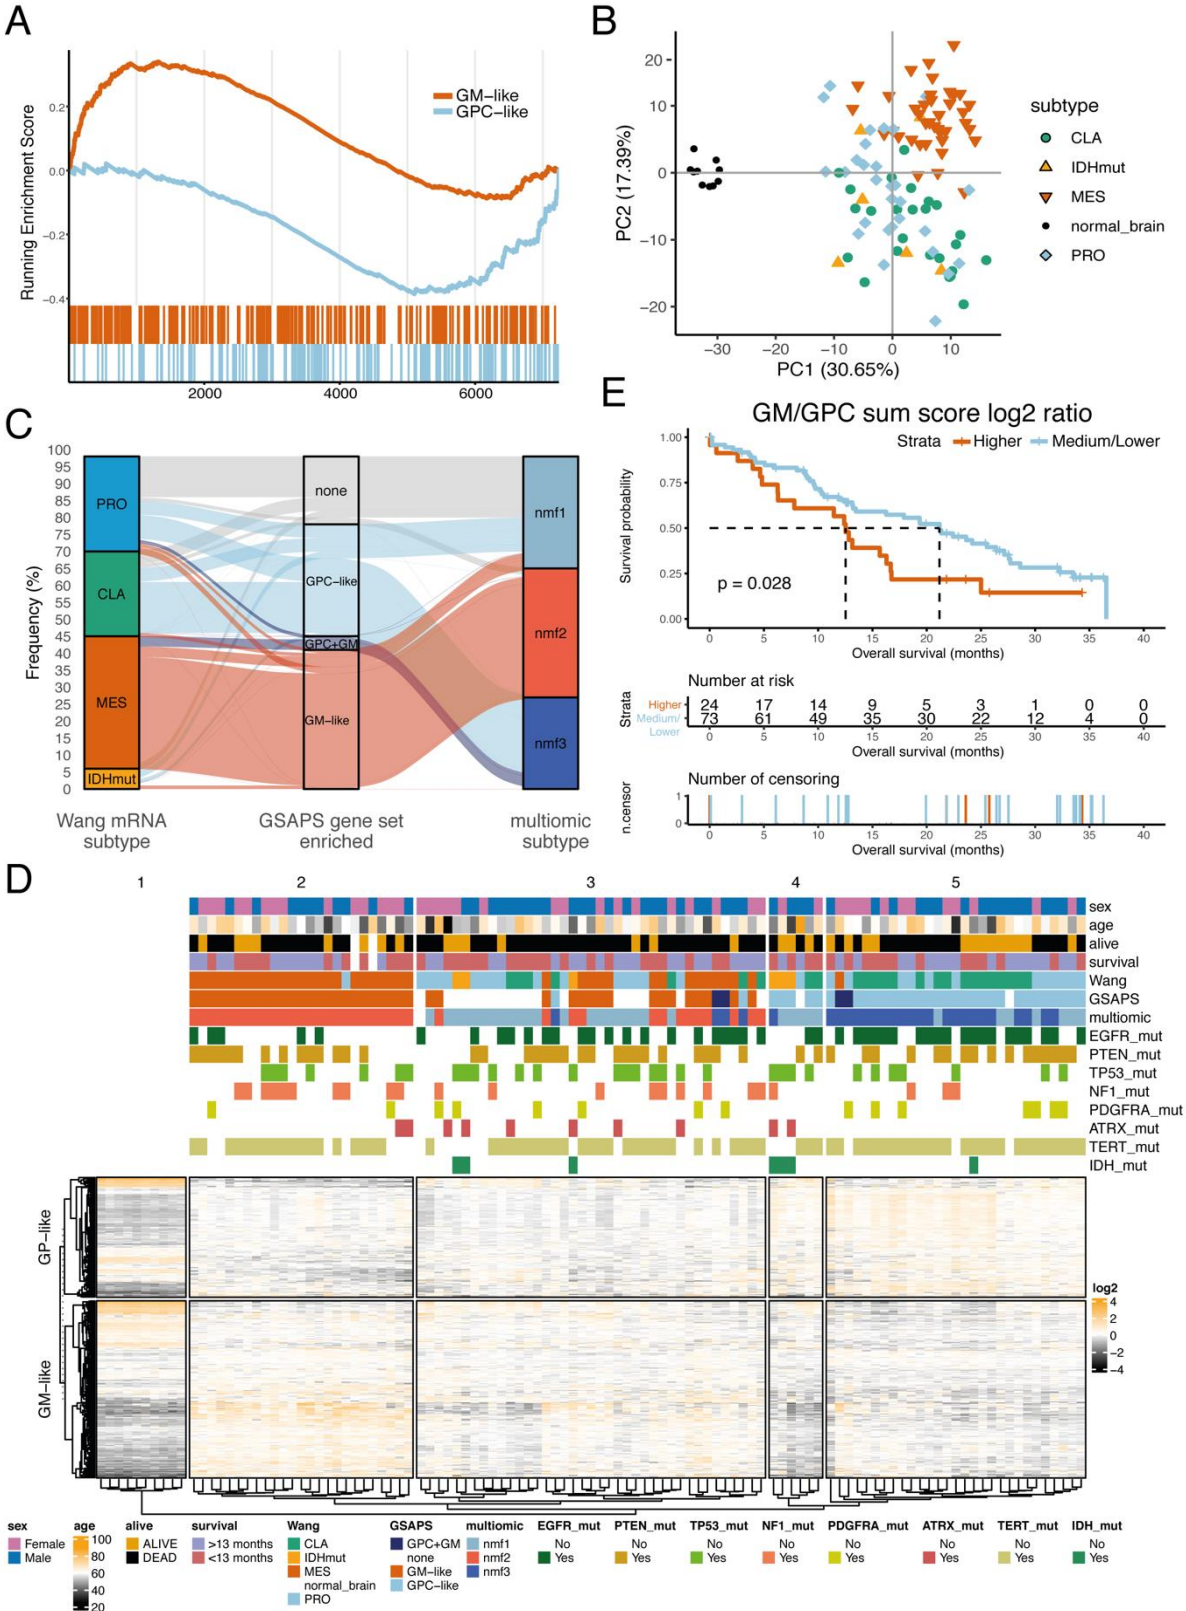 A
Running Enrichment Score
0.2
0.0
−0.2
−0.4
GM−like
GPC−like
2000 4000 6000
B
PC2 (17.39%)
20
10
0
−10
−20
−30 −20 −10 0 10
PC1 (30.65%)
subtype
CLA
IDHmut
MES
normal_brain
PRO
C
Frequency (%)
100
95
90
85
80
75
70
65
60
55
50
45
40
35
30
25
20
15
10
5
0
PRO
CLA
MES
IDHmut
none
GPC−like
GPC+GM
GM−like
nmf1
nmf2
nmf3
Wang mRNA subtype
GSAPS gene set enriched
multiomic subtype
E
GM/GPC sum score log2 ratio
Strata Higher Medium/Lower
Survival probability
1.00
0.75
0.50
0.25
0.00
p = 0.028
0 5 10 15 20 25 30 35 40
Overall survival (months)
Number at risk
Strata
Higher 24 17 14 9 5 3 1 0 0
Medium/Lower 73 61 49 35 30 22 12 4 0
0 5 10 15 20 25 30 35 40
Overall survival (months)
Number of censoring
n.censor
1
0
0 5 10 15 20 25 30 35 40
Overall survival (months)
D
1 2 3 4 5
sex
age
alive
survival
Wang
GSAPS
multiomic
EGFR_mut
PTEN_mut
TP53_mut
NF1_mut
PDGFRA_mut
ATRX_mut
TERT_mut
IDH_mut
GP−like
GM−like
log2
4
2
0
−2
−4
sex
Female
Male
age
100
80
60
40
20
alive
ALIVE
DEAD
survival
>13 months
<13 months
Wang
CLA
IDHmut
MES
normal_brain
PRO
GSAPS
GPC+GM
none
GM−like
GPC−like
multiomic
nmf1
nmf2
nmf3
EGFR_mut
No
Yes
PTEN_mut
No
Yes
TP53_mut
No
Yes
NF1_mut
No
Yes
PDGFRA_mut
No
Yes
ATRX_mut
No
Yes
TERT_mut
No
Yes
IDH_mut
No
Yes